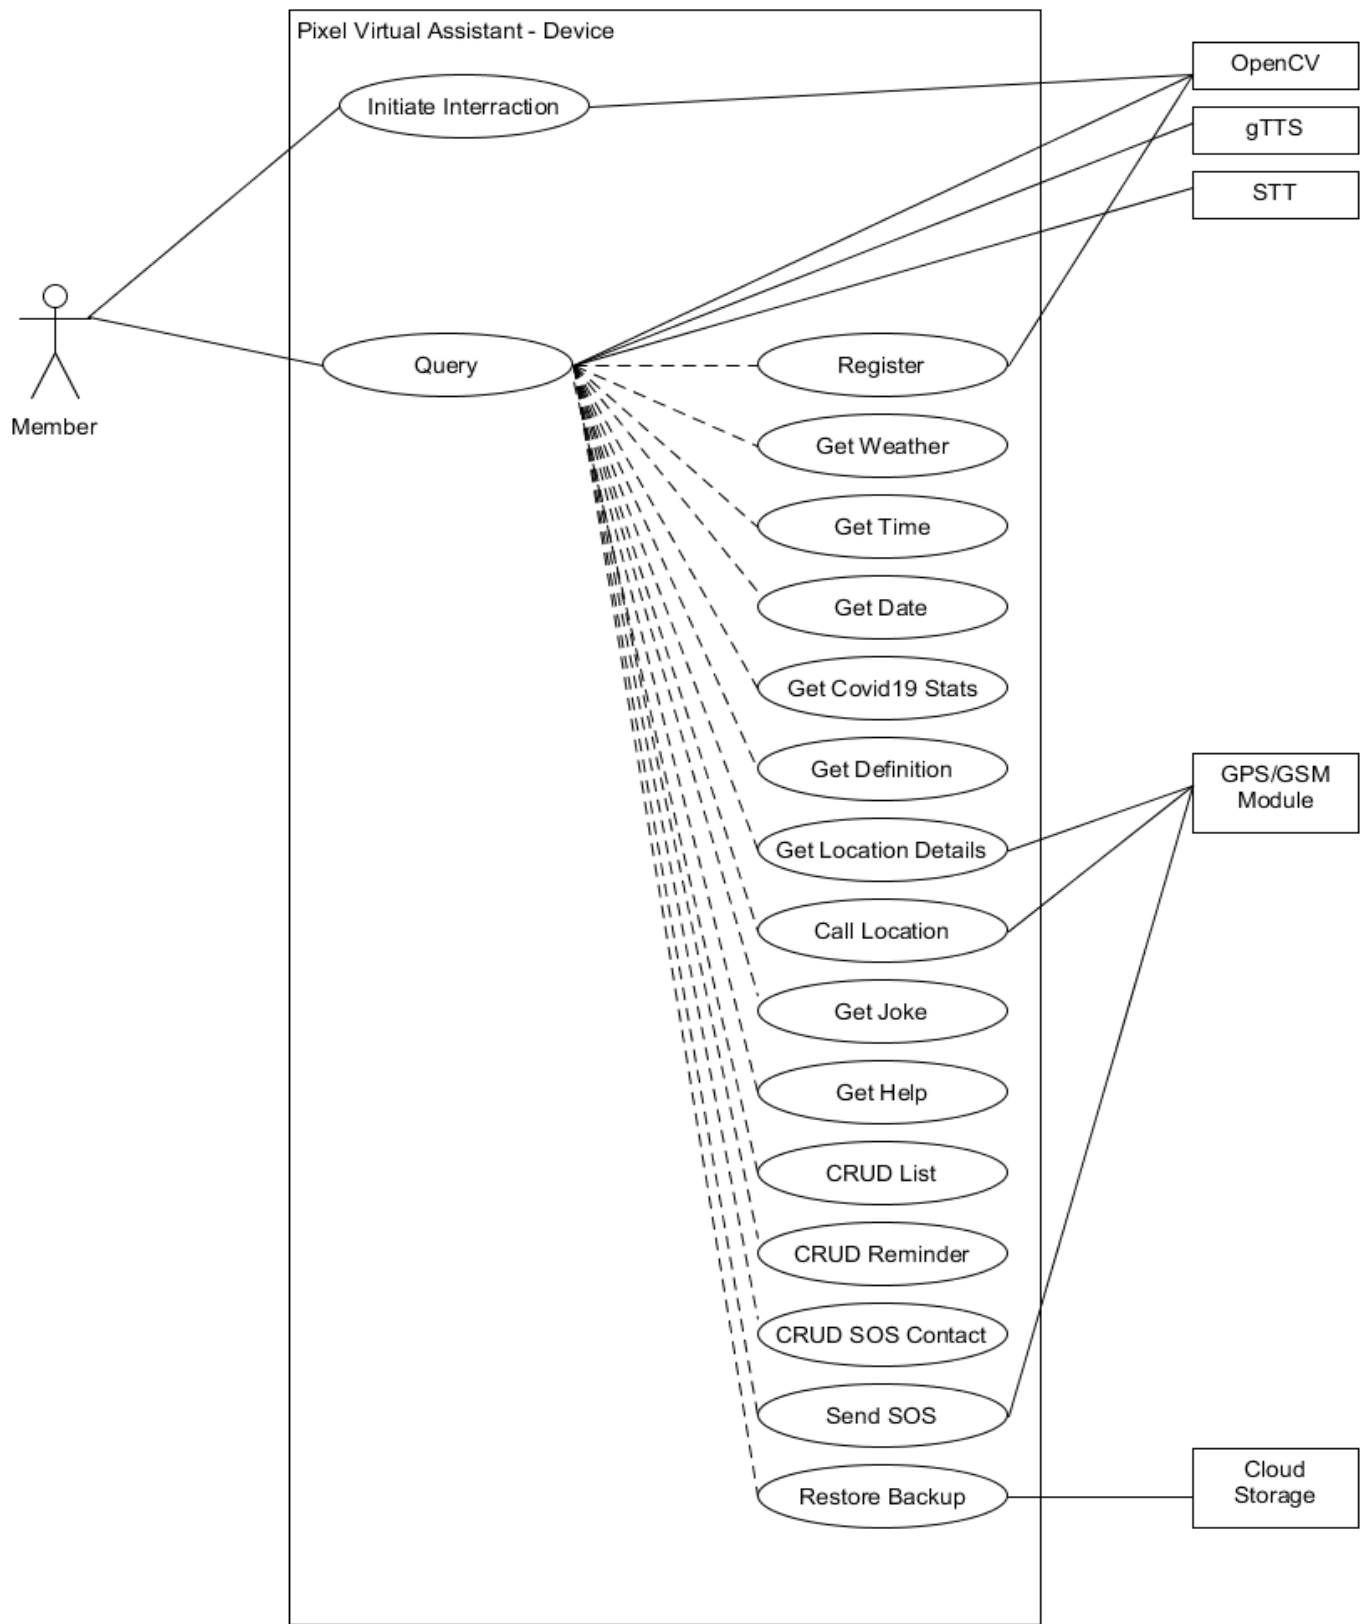 Pixel Virtual Assistant - Device
OpenCV
Initiate Interraction
gTTS
STT
Query
Register
Member
Get Weather
Get Time
Get Date
Get Covid19 Stats
Get Definition
GPS/GSM
Module
Get Location Details
Call Location
Get Joke
Get Help
CRUD List
CRUD Reminder
CRUD SOS Contact
Send SOS
Cloud
Storage
Restore Backup